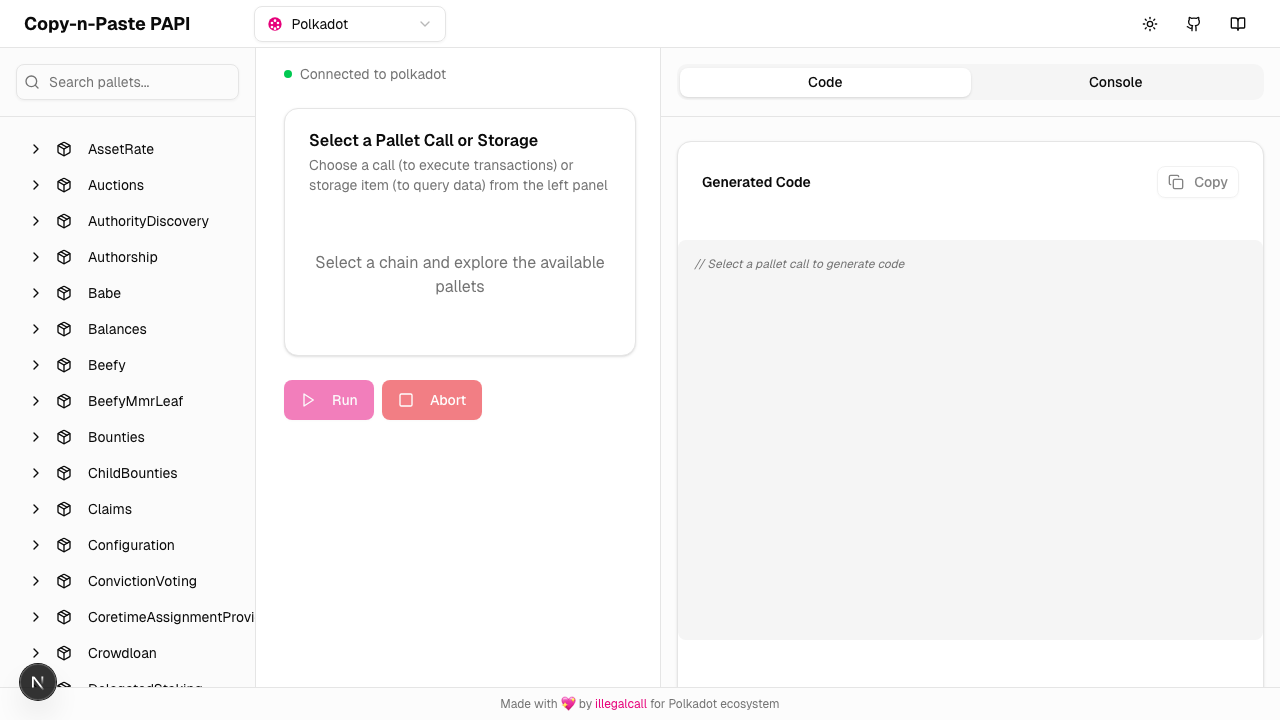 Copy-n-Paste PAPI
Polkadot
Search pallets...
AssetRate
Auctions
AuthorityDiscovery
Authorship
Babe
Balances
Beefy
BeefyMmrLeaf
Bounties
ChildBounties
Claims
Configuration
ConvictionVoting
CoretimeAssignmentProvi
Crowdloan
DelegatedStaking
N
Connected to polkadot
Select a Pallet Call or Storage
Choose a call (to execute transactions) or
storage item (to query data) from the left panel
Select a chain and explore the available
pallets
Run
Abort
Code
Console
Generated Code
Copy
// Select a pallet call to generate code
Made with 💖 by illegalcall for Polkadot ecosystem